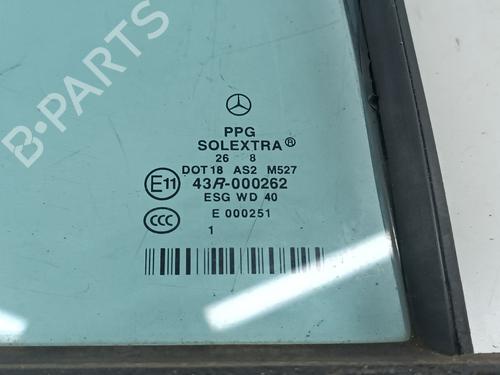 PPG
SOLEXTRA®
26 8
DOT 18 AS2 M527
E11 43R-000262
ESG WD 40
CCC E 000251
1
B-PARTS